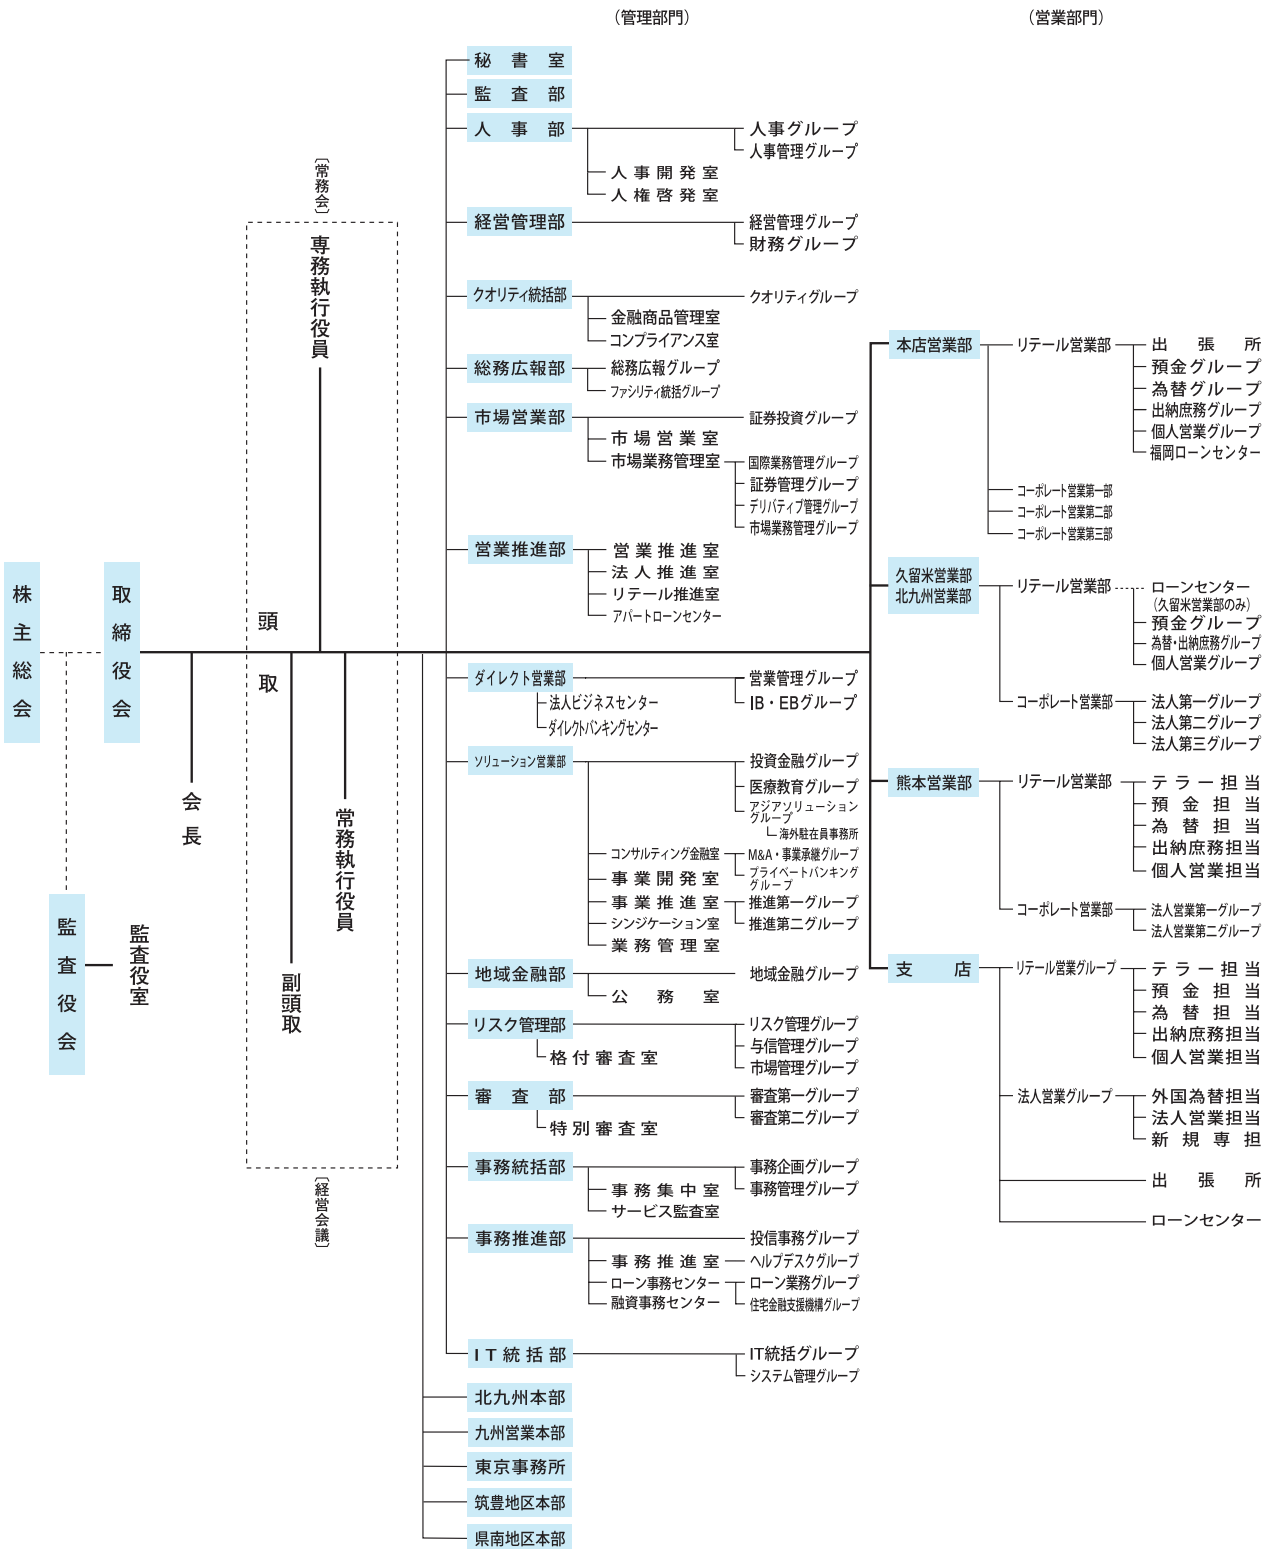 （管理部門）
（営業部門）
株主総会
取締役会
監査役会
監査役室
会長
頭取
〔常務会〕
専務執行役員
常務執行役員
副頭取
〔経営会議〕
秘書室
監査部
人事部
人事グループ
人事管理グループ
人事開発室
人権啓発室
経営管理部
経営管理グループ
財務グループ
クオリティ統括部
クオリティグループ
金融商品管理室
コンプライアンス室
総務広報部
総務広報グループ
ファシリティ統括グループ
市場営業部
証券投資グループ
市場営業室
市場業務管理室
国際業務管理グループ
証券管理グループ
デリバティブ管理グループ
市場業務管理グループ
営業推進部
営業推進室
法人推進室
リテール推進室
アパートローンセンター
ダイレクト営業部
営業管理グループ
IB・EBグループ
法人ビジネスセンター
ダイレクトバンキングセンター
ソリューション営業部
投資金融グループ
医療教育グループ
アジアソリューション
グループ
海外駐在員事務所
コンサルティング金融室
M&A・事業承継グループ
プライベートバンキング
グループ
事業開発室
事業推進室
推進第一グループ
推進第二グループ
シンジケーション室
業務管理室
地域金融部
地域金融グループ
公務室
リスク管理部
リスク管理グループ
与信管理グループ
市場管理グループ
格付審査室
審査部
審査第一グループ
審査第二グループ
特別審査室
事務統括部
事務企画グループ
事務管理グループ
事務集中室
サービス監査室
事務推進部
投信事務グループ
事務推進室
ヘルプデスクグループ
ローン事務センター
ローン業務グループ
住宅金融支援機構グループ
融資事務センター
IT統括部
IT統括グループ
システム管理グループ
北九州本部
九州営業本部
東京事務所
筑豊地区本部
県南地区本部
本店営業部
リテール営業部
出張所
預金グループ
為替グループ
出納庶務グループ
個人営業グループ
福岡ローンセンター
コーポレート営業第一部
コーポレート営業第二部
コーポレート営業第三部
久留米営業部
北九州営業部
リテール営業部
ローンセンター
（久留米営業部のみ）
預金グループ
為替・出納庶務グループ
個人営業グループ
コーポレート営業部
法人第一グループ
法人第二グループ
法人第三グループ
熊本営業部
リテール営業部
テラー担当
預金担当
為替担当
出納庶務担当
個人営業担当
コーポレート営業部
法人営業第一グループ
法人営業第二グループ
支店
リテール営業グループ
テラー担当
預金担当
為替担当
出納庶務担当
個人営業担当
法人営業グループ
外国為替担当
法人営業担当
新規専担
出張所
ローンセンター